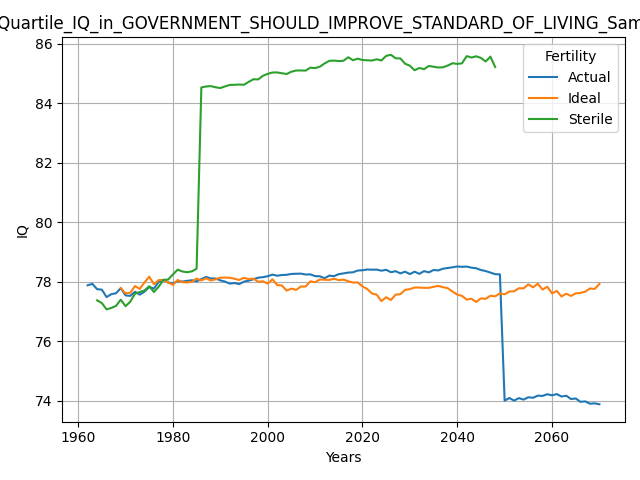 Quartile_IQ_in_GOVERNMENT_SHOULD_IMPROVE_STANDARD_OF_LIVING_Sam
86
84
82
80
78
76
74
IQ
Fertility
Actual
Ideal
Sterile
1960 1980 2000 2020 2040 2060
Years